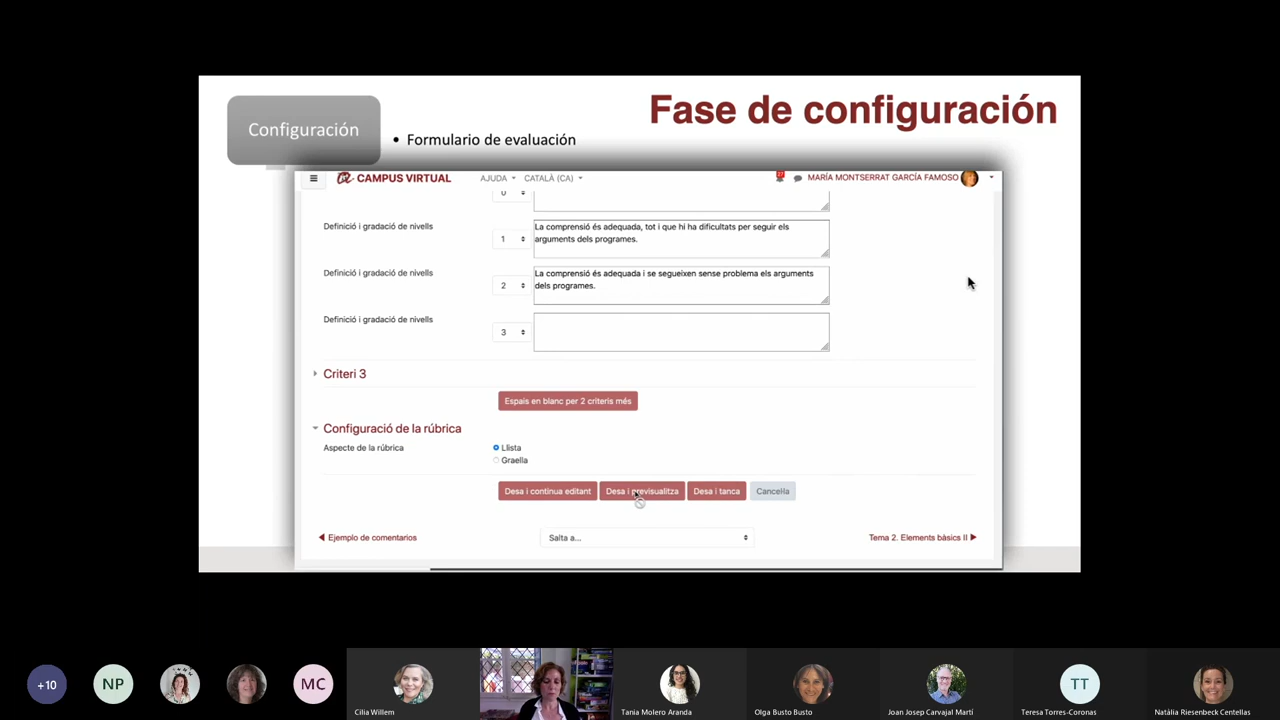 Fase de configuración
Configuración
• Formulario de evaluación
CAMPUS VIRTUAL
AJUDA
CATALÀ (CA)
27
MARÍA MONTSERRAT GARCÍA FAMOSO
0
Definició i gradació de nivells
1
La comprensió és adequada, tot i que hi ha dificultats per seguir els
arguments dels programes.
Definició i gradació de nivells
2
La comprensió és adequada i se segueixen sense problema els arguments
dels programes.
Definició i gradació de nivells
3
Criteri 3
Espais en blanc per 2 criteris més
Configuració de la rúbrica
Aspecte de la rúbrica
Llista
Graella
Desa i continua editant
Desa i previsualitza
Desa i tanca
Cancel·la
◀ Ejemplo de comentarios
Salta a...
Tema 2. Elements bàsics II ▶
+10
NP
MC
Cilia Willem
Tania Molero Aranda
Olga Busto Busto
Joan Josep Carvajal Martí
TT
Teresa Torres-Coronas
Natàlia Riesenbeck Centellas